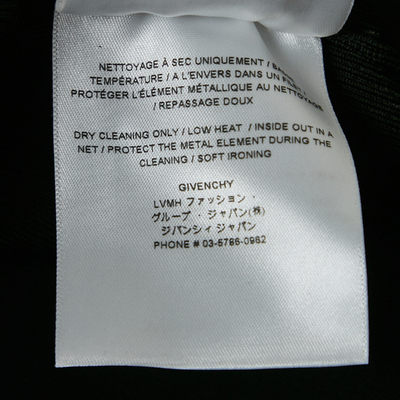 NETTOYAGE À SEC UNIQUEMENT /
TEMPÉRATURE / A L'ENVERS DANS UN
PROTÉGER L'ÉLÉMENT MÉTALLIQUE AU NETTOYAGE
/ REPASSAGE DOUX
DRY CLEANING ONLY / LOW HEAT / INSIDE OUT IN A
NET / PROTECT THE METAL ELEMENT DURING THE
CLEANING / SOFT IRONING
GIVENCHY
LVMH ファッション・
グループ・ジャパン(株)
ジバンシィ ジャパン
PHONE # 03-5786-0962